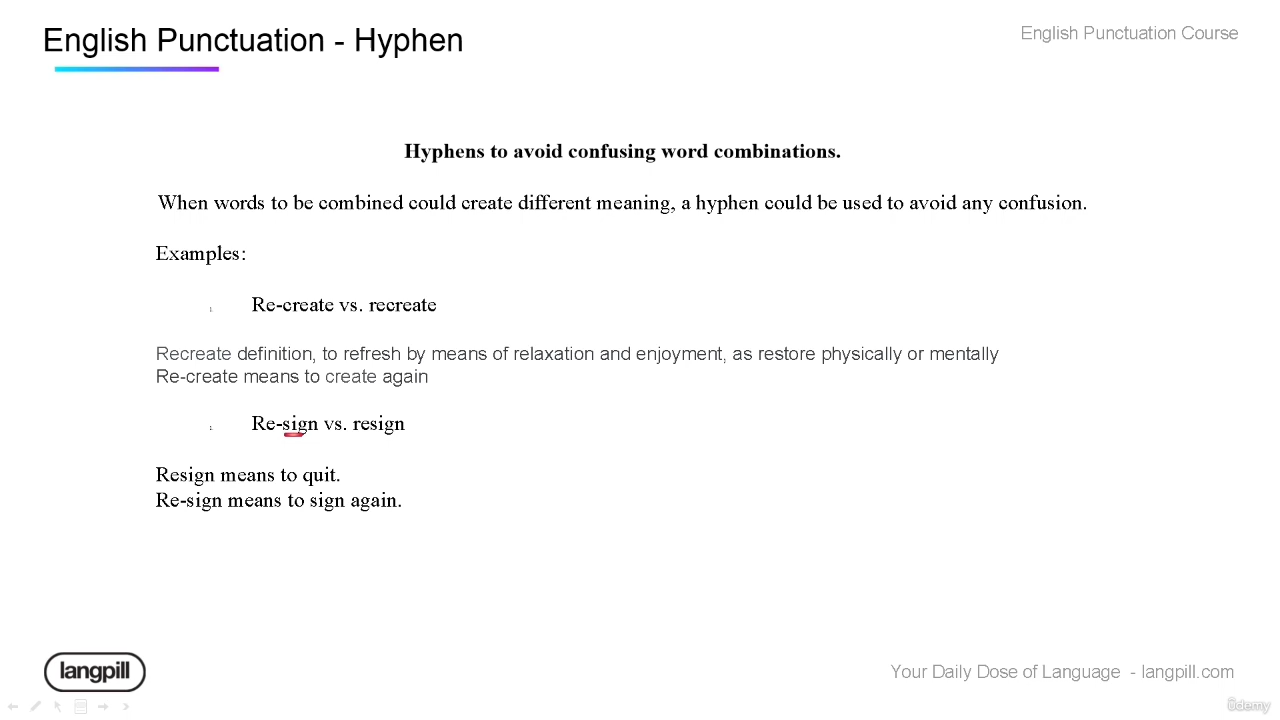 English Punctuation - Hyphen
English Punctuation Course
Hyphens to avoid confusing word combinations.
When words to be combined could create different meaning, a hyphen could be used to avoid any confusion.
Examples:
1. Re-create vs. recreate
Recreate definition, to refresh by means of relaxation and enjoyment, as restore physically or mentally
Re-create means to create again
2. Re-sign vs. resign
Resign means to quit.
Re-sign means to sign again.
langpill
Your Daily Dose of Language - langpill.com
ûdemy